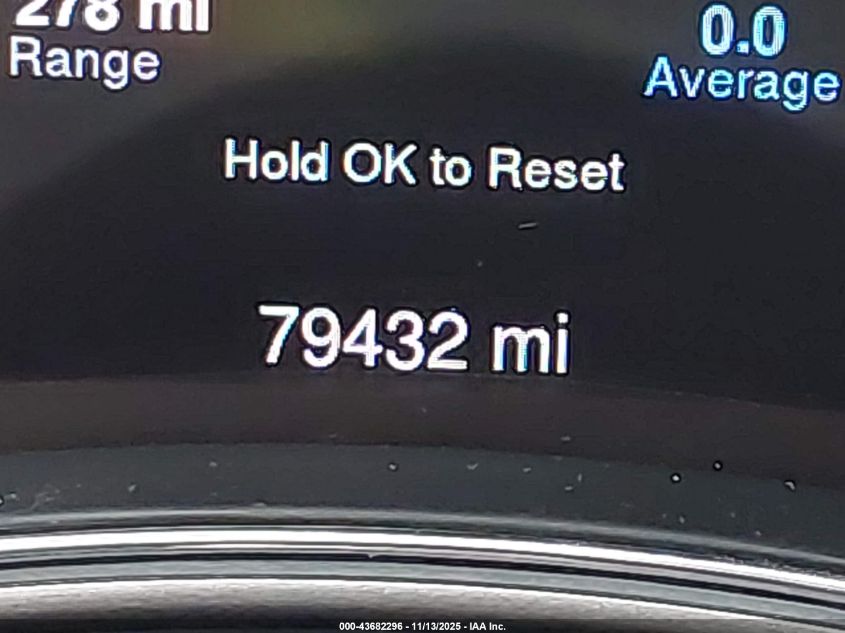 278 mi
Range
0.0
Average
Hold OK to Reset
79432 mi
000-43682296 - 11/13/2025 - IAA Inc.